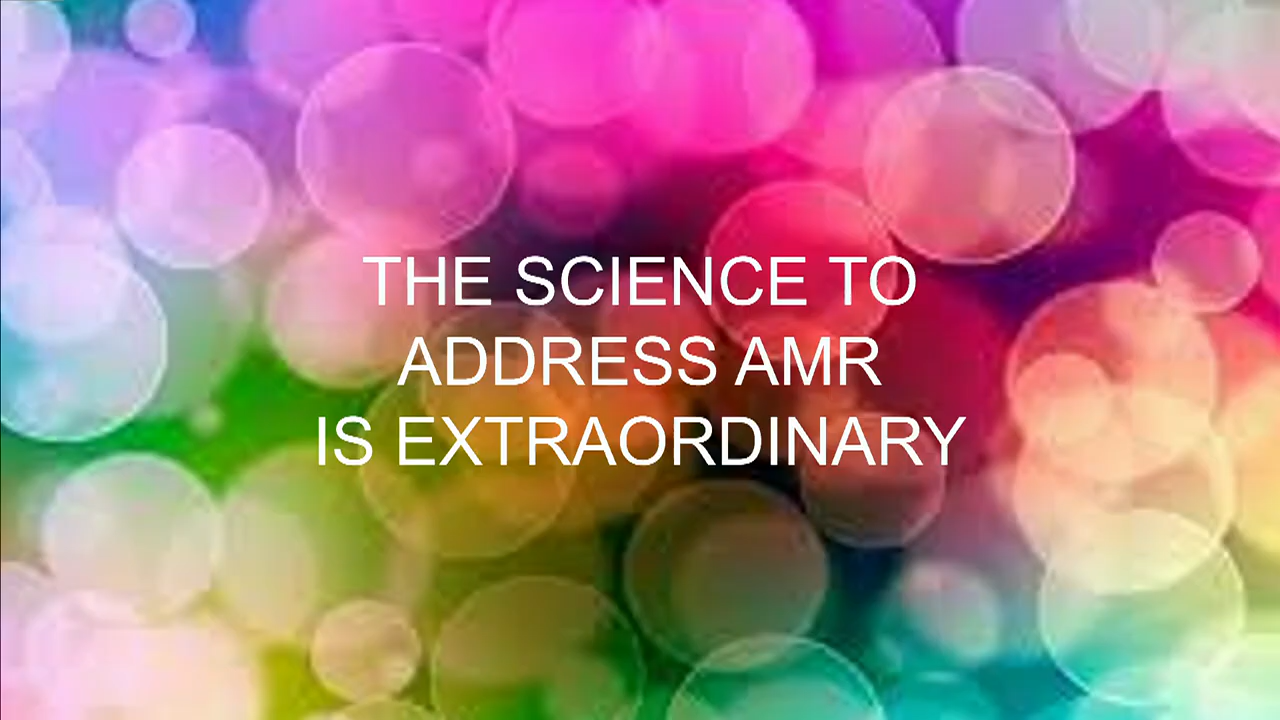 THE SCIENCE TO
ADDRESS AMR
IS EXTRAORDINARY